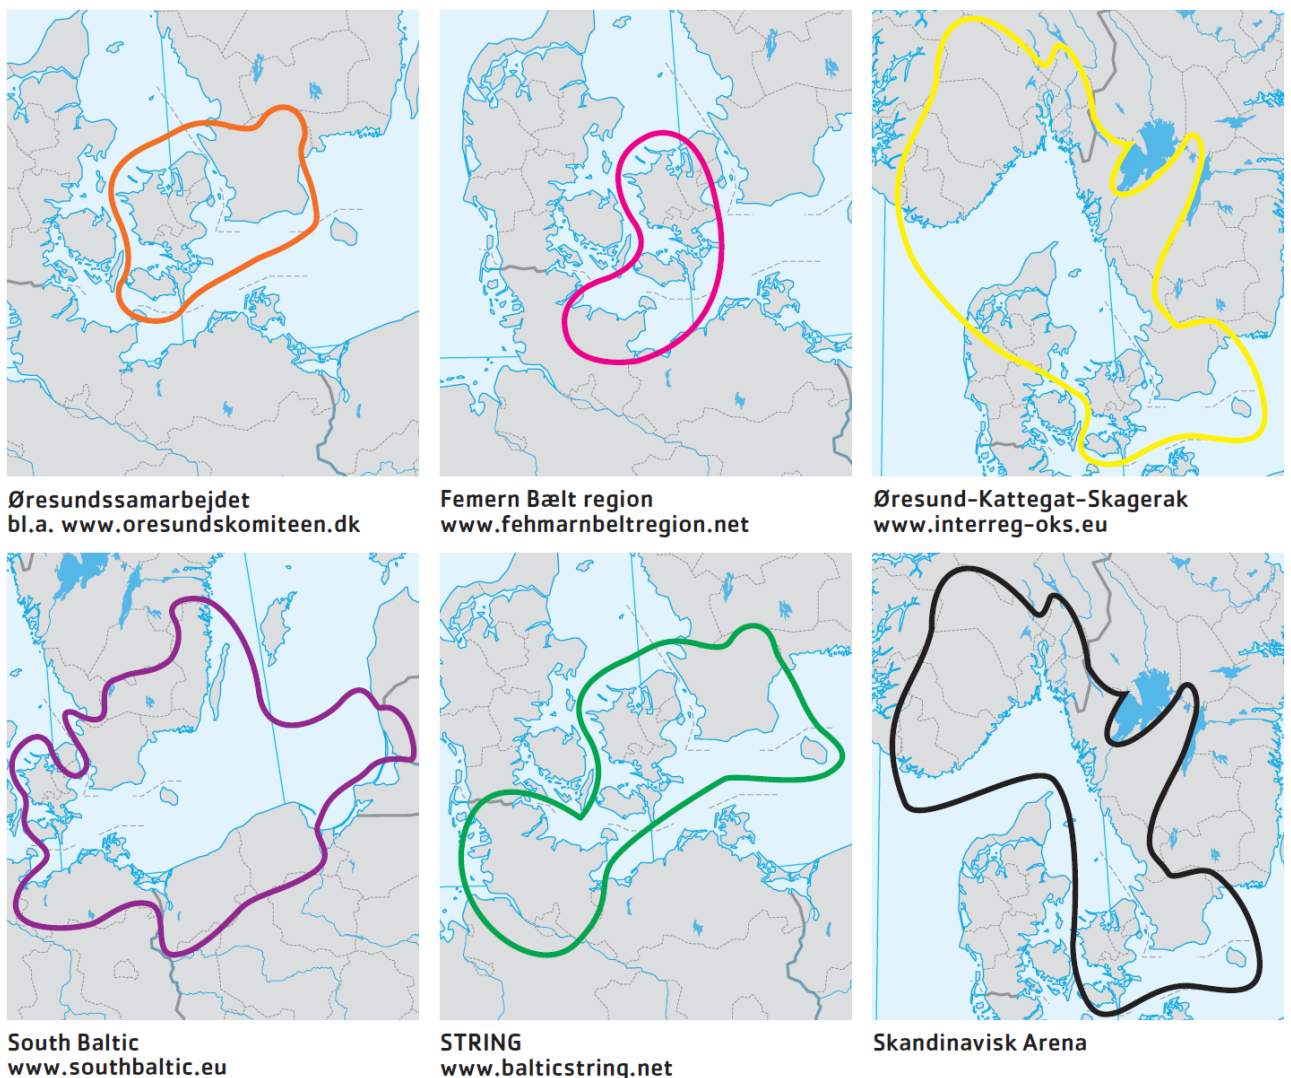 Øresundssamarbejdet
bl.a. www.oresundskomiteen.dk
Femern Bælt region
www.fehmarnbeltregion.net
Øresund-Kattegat-Skagerak
www.interreg-oks.eu
South Baltic
www.southbaltic.eu
STRING
www.balticstring.net
Skandinavisk Arena